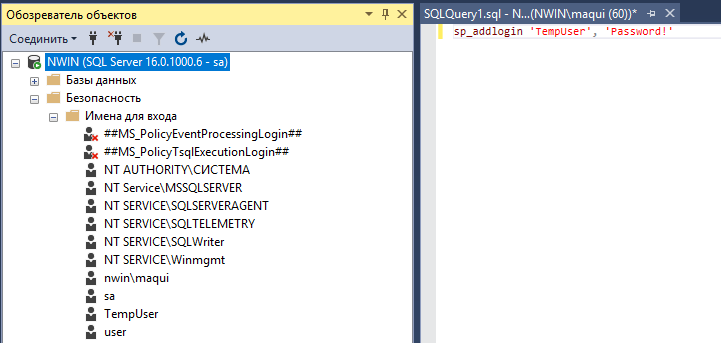 Обозреватель объектов
Соединить
NWIN (SQL Server 16.0.1000.6 - sa)
Базы данных
Безопасность
Имена для входа
##MS_PolicyEventProcessingLogin##
##MS_PolicyTsqlExecutionLogin##
NT AUTHORITY\СИСТЕМА
NT Service\MSSQLSERVER
NT SERVICE\SQLSERVERAGENT
NT SERVICE\SQLTELEMETRY
NT SERVICE\SQLWriter
NT SERVICE\Winmgmt
nwin\maqui
sa
TempUser
user
SQLQuery1.sql - N...(NWIN\maqui (60))*
sp_addlogin 'TempUser', 'Password!'